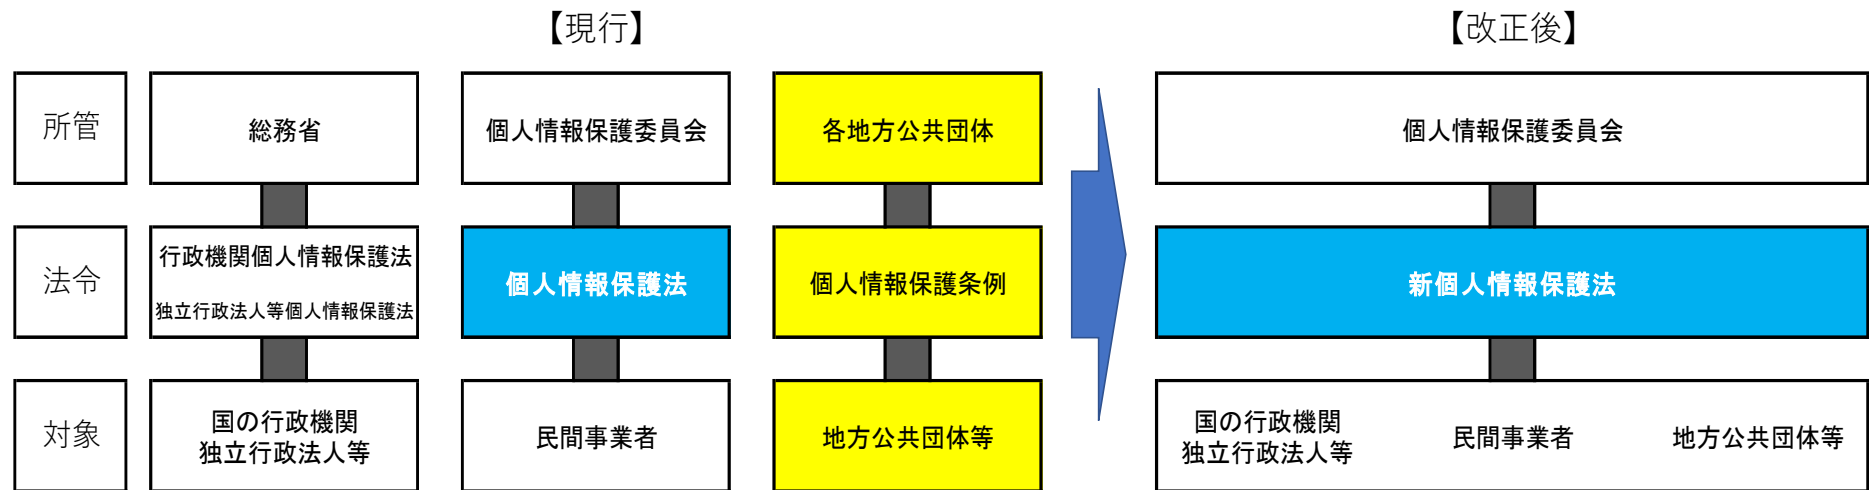 【現行】
【改正後】
所管
総務省
個人情報保護委員会
各地方公共団体
個人情報保護委員会
法令
行政機関個人情報保護法
独立行政法人等個人情報保護法
個人情報保護法
個人情報保護条例
新個人情報保護法
対象
国の行政機関
独立行政法人等
民間事業者
地方公共団体等
国の行政機関
独立行政法人等
民間事業者
地方公共団体等